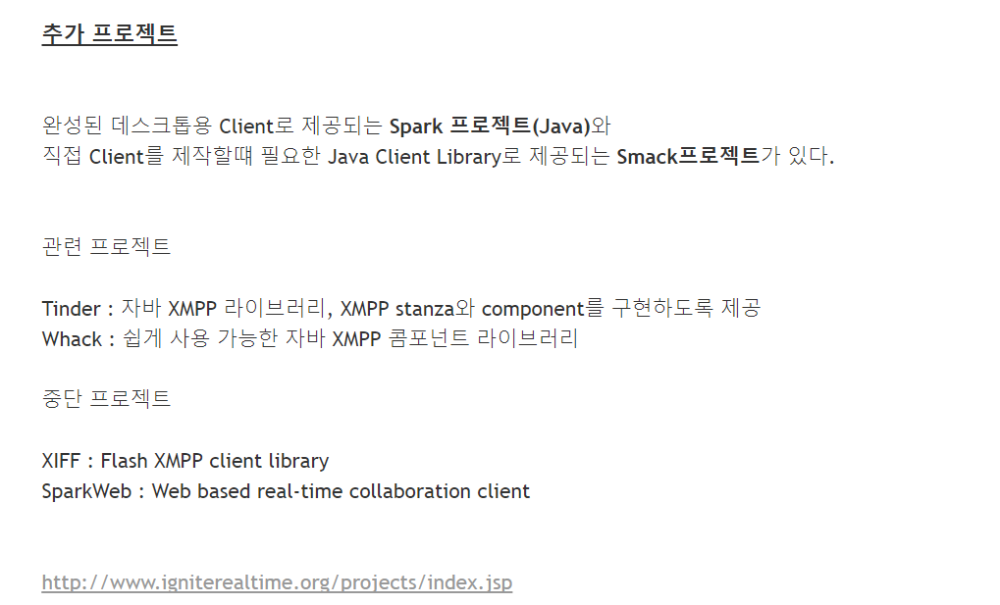 추가 프로젝트
완성된 데스크톱용 Client로 제공되는 Spark 프로젝트(Java)와
직접 Client를 제작할떄 필요한 Java Client Library로 제공되는 Smack프로젝트가 있다.
관련 프로젝트
Tinder : 자바 XMPP 라이브러리, XMPP stanza와 component를 구현하도록 제공
Whack : 쉽게 사용 가능한 자바 XMPP 콤포넌트 라이브러리
중단 프로젝트
XIFF : Flash XMPP client library
SparkWeb : Web based real-time collaboration client
http://www.igniterealtime.org/projects/index.jsp